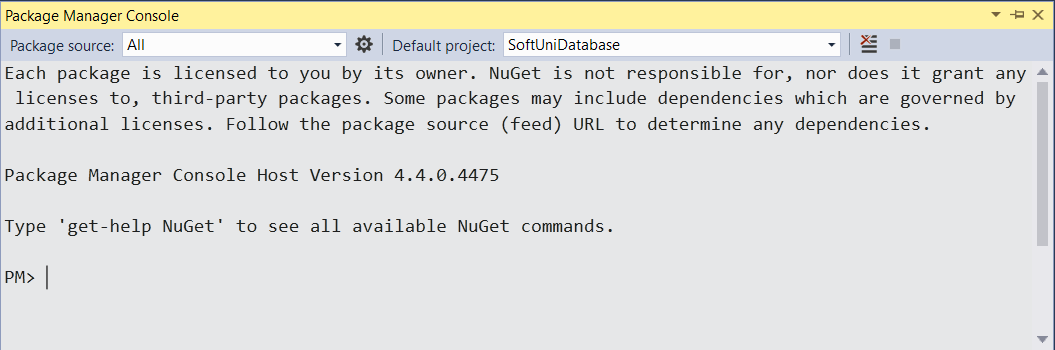 Package Manager Console
Package source: All Default project: SoftUniDatabase
Each package is licensed to you by its owner. NuGet is not responsible for, nor does it grant any
licenses to, third-party packages. Some packages may include dependencies which are governed by
additional licenses. Follow the package source (feed) URL to determine any dependencies.
Package Manager Console Host Version 4.4.0.4475
Type 'get-help NuGet' to see all available NuGet commands.
PM>